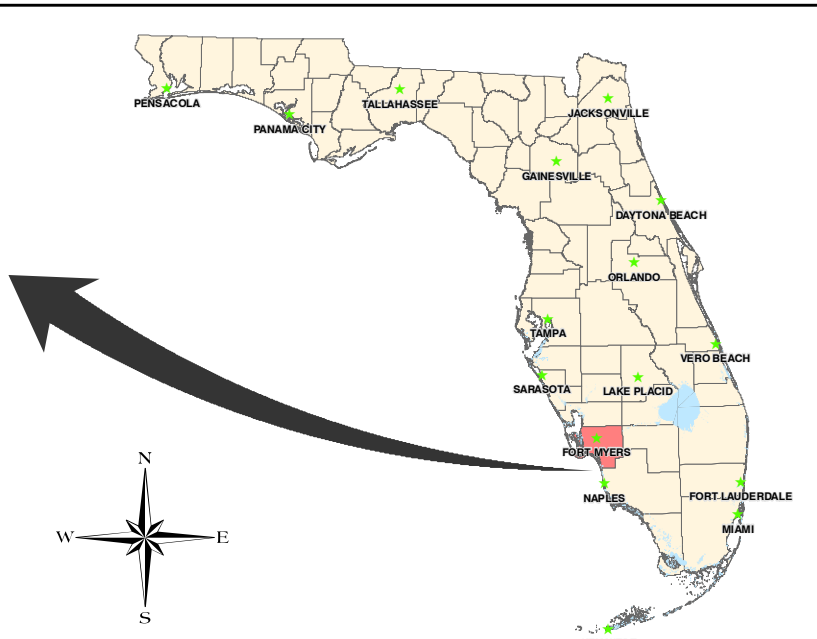 PENSACOLA
TALLAHASSEE
PANAMA CITY
JACKSONVILLE
GAINESVILLE
DAYTONA BEACH
ORLANDO
TAMPA
VERO BEACH
SARASOTA
LAKE PLACID
FORT MYERS
NAPLES
FORT LAUDERDALE
MIAMI
N
W
E
S